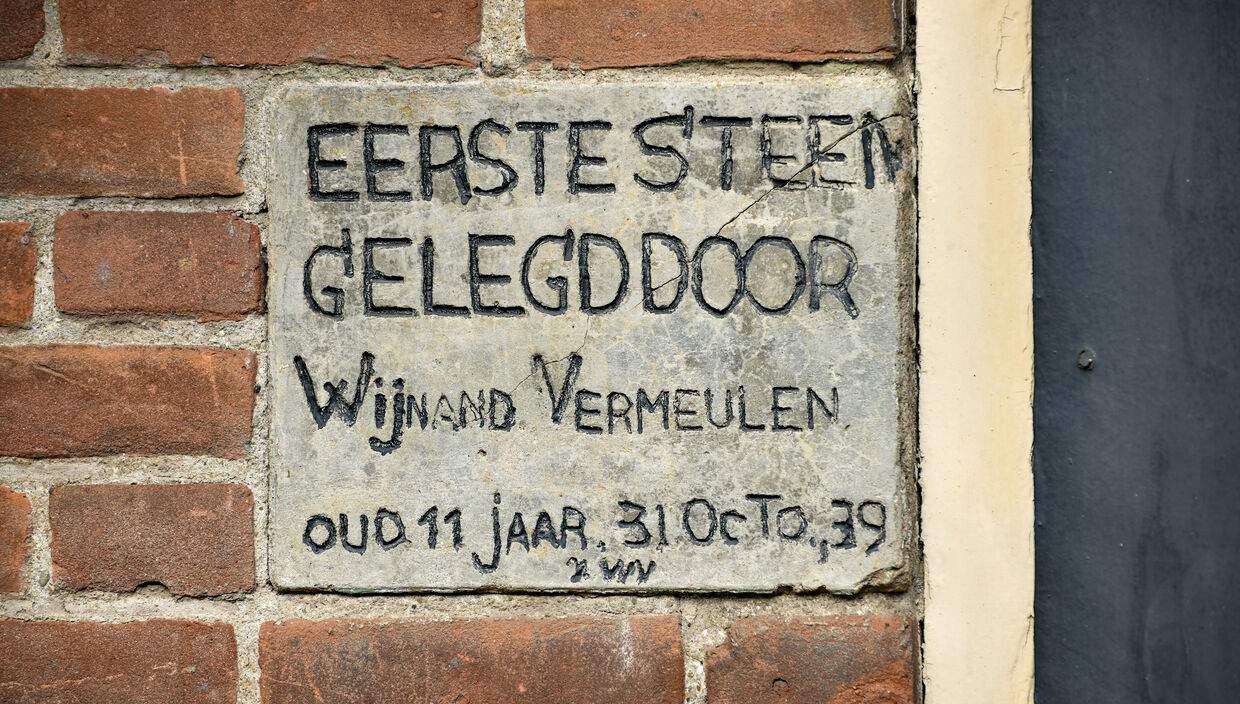 EERSTE STEEN
GELEGD DOOR
WijNAND VERMEULEN.
OUD 11 jAAR. 31 OcTo., 39